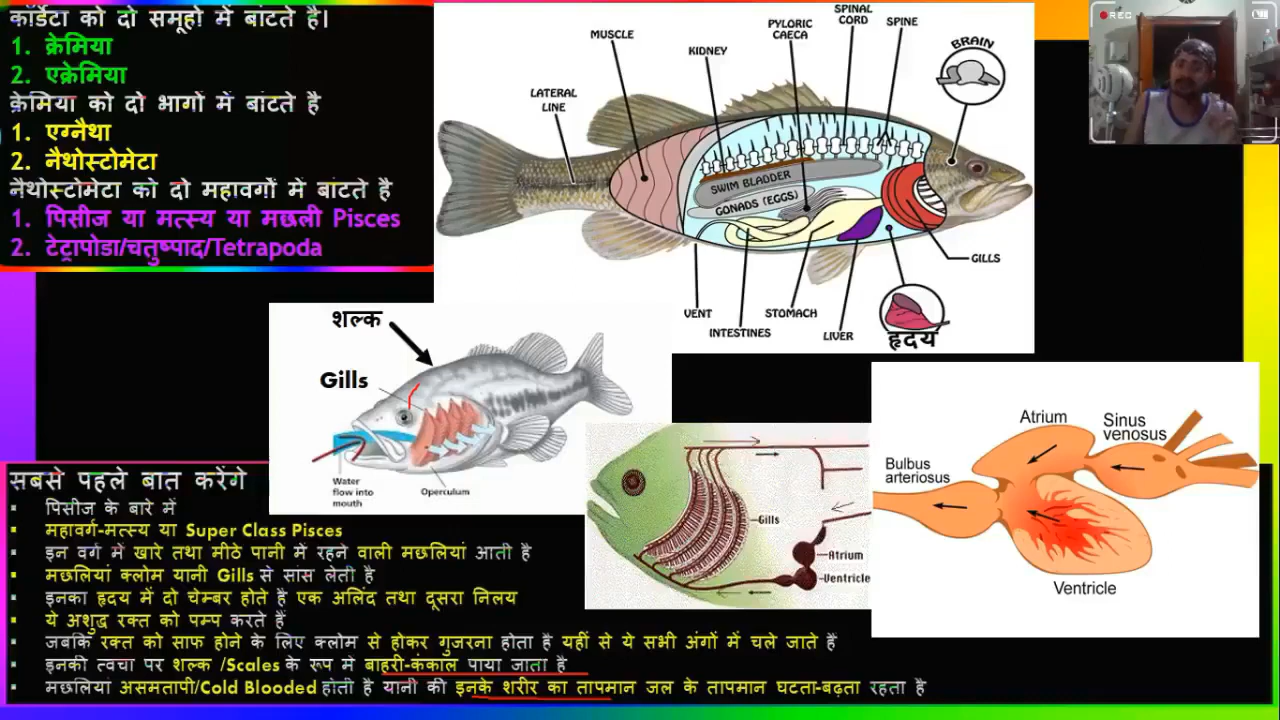 कॉर्डेटा को दो समूहो में बांटते है।
1. क्रेमिया
2. एक्रेमिया
क्रेमिया को दो भागों में बांटते है
1. एग्नैथा
2. नैथोस्टोमेटा
नैथोस्टोमेटा को दो महावगों में बांटते है
1. पिसीज या मत्स्य या मछली Pisces
2. टेट्रापोडा/चतुष्पाद/Tetrapoda
MUSCLE
KIDNEY
PYLORIC
CAECA
SPINAL
CORD
SPINE
BRAIN
LATERAL
LINE
SWIM BLADDER
GONADS (EGGS)
GILLS
VENT
INTESTINES
STOMACH
LIVER
हृदय
REC
शल्क
Gills
Water
flow into
mouth
Operculum
Gills
Atrium
Ventricle
Atrium
Sinus
venosus
Bulbus
arteriosus
Ventricle
सबसे पहले बात करेंगे
▪ पिसीज के बारे में
▪ महावर्ग-मत्स्य या Super Class Pisces
▪ इन वर्ग में खारे तथा मीठे पानी में रहने वाली मछलियां आती है
▪ मछलियां क्लोम यानी Gills से सांस लेती है
▪ इनका हृदय में दो चेम्बर होते है एक अलिंद तथा दूसरा निलय
▪ ये अशुद्ध रक्त को पम्प करते हैं
▪ जबकि रक्त को साफ होने के लिए क्लोम से होकर गुजरना होता है यहीं से ये सभी अंगों में चले जाते है
▪ इनकी त्वचा पर शल्क /Scales के रूप में बाहरी-कंकाल पाया जाता है
▪ मछलियां असमतापी/Cold Blooded होती है यानी की इनके शरीर का तापमान जल के तापमान घटता-बढ़ता रहता है